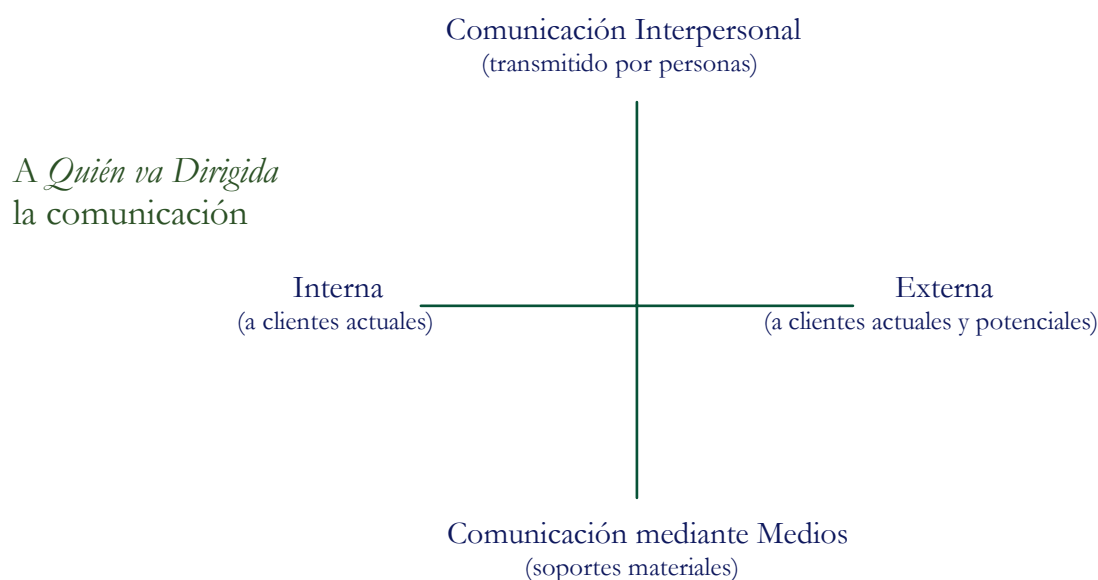 Comunicación Interpersonal
(transmitido por personas)
A Quién va Dirigida
la comunicación
Interna
(a clientes actuales)
Externa
(a clientes actuales y potenciales)
Comunicación mediante Medios
(soportes materiales)